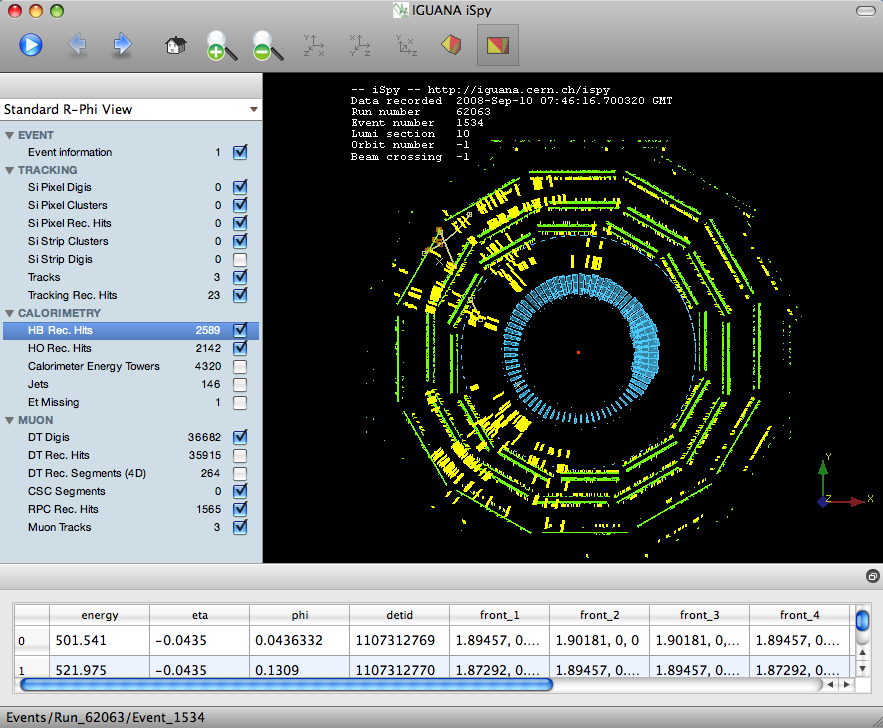 IGUANA iSpy
Standard R-Phi View
EVENT
Event information 1
TRACKING
Si Pixel Digis 0
Si Pixel Clusters 0
Si Pixel Rec. Hits 0
Si Strip Clusters 0
Si Strip Digis 0
Tracks 3
Tracking Rec. Hits 23
CALORIMETRY
HB Rec. Hits 2589
HO Rec. Hits 2142
Calorimeter Energy Towers 4320
Jets 146
Et Missing 1
MUON
DT Digis 36682
DT Rec. Hits 35915
DT Rec. Segments (4D) 264
CSC Segments 0
RPC Rec. Hits 1565
Muon Tracks 3
-- iSpy -- http://iguana.cern.ch/ispy
Data recorded 2008-Sep-10 07:46:16.700320 GMT
Run number 62063
Event number 1534
Lumi section 10
Orbit number -1
Beam crossing -1
Y
Z X
energy eta phi detid front_1 front_2 front_3 front_4
0 501.541 -0.0435 0.0436332 1107312769 1.89457, 0.... 1.90181, 0, 0 1.90181, 0,... 1.89457, 0....
1 521.975 -0.0435 0.1309 1107312770 1.87292, 0.... 1.89457, 0.... 1.89457, 0.... 1.87292, 0....
Events/Run_62063/Event_1534